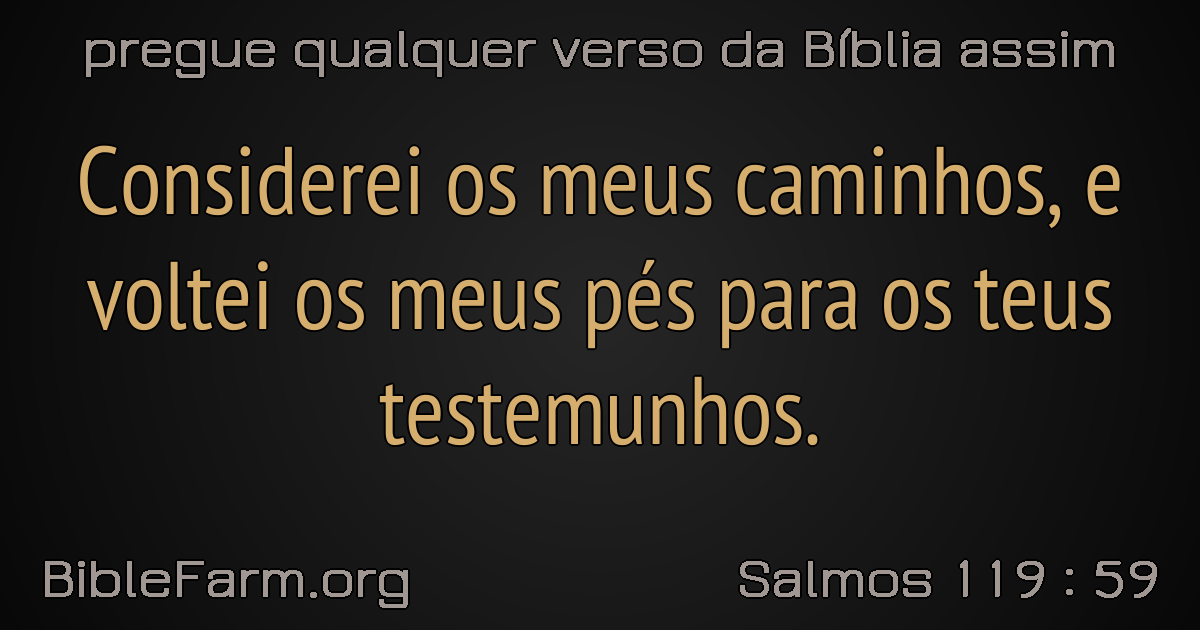 pregue qualquer verso da Bíblia assim
Considerei os meus caminhos, e
voltei os meus pés para os teus
testemunhos.
BibleFarm.org
Salmos 119 : 59